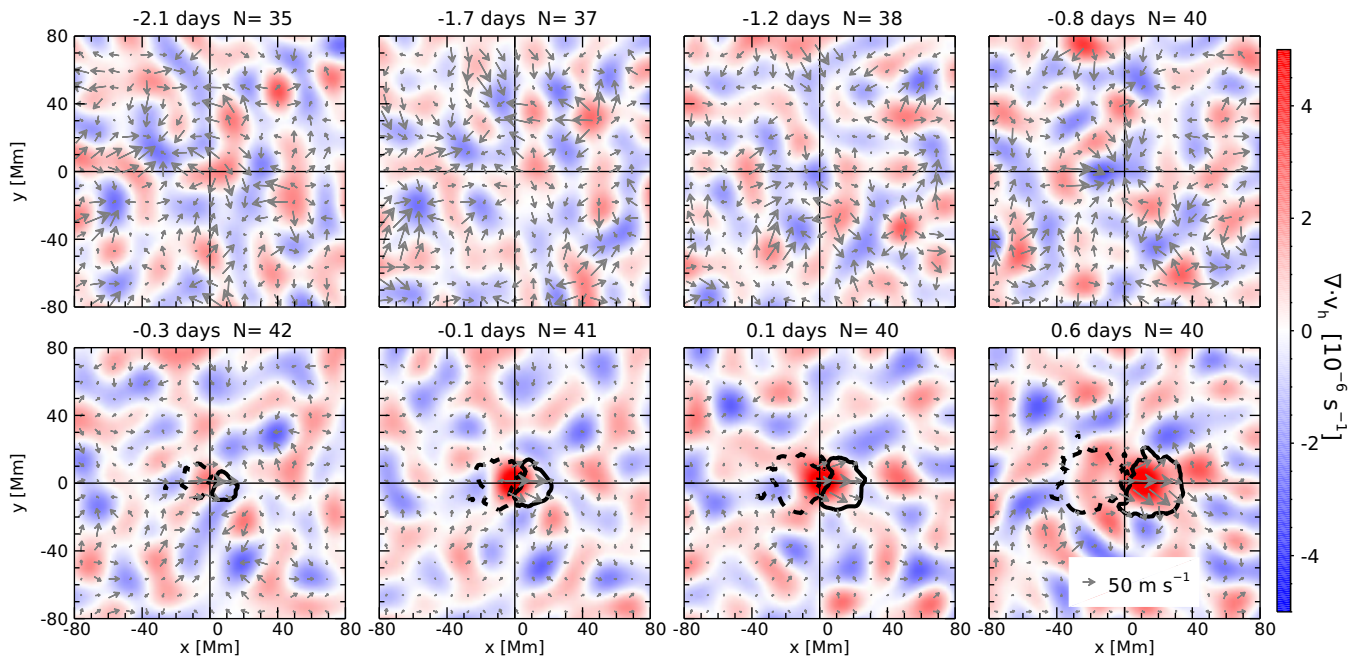 -2.1 days N= 35
-1.7 days N= 37
-1.2 days N= 38
-0.8 days N= 40
80
40
0
-40
-80
y [Mm]
-0.3 days N= 42
-0.1 days N= 41
0.1 days N= 40
0.6 days N= 40
80
40
0
-40
-80
y [Mm]
50 m s⁻¹
-80 -40 0 40 80
-80 -40 0 40 80
-80 -40 0 40 80
-80 -40 0 40 80
x [Mm]
x [Mm]
x [Mm]
x [Mm]
4
2
0
-2
-4
∇·vₕ [10⁻⁶ s⁻¹]